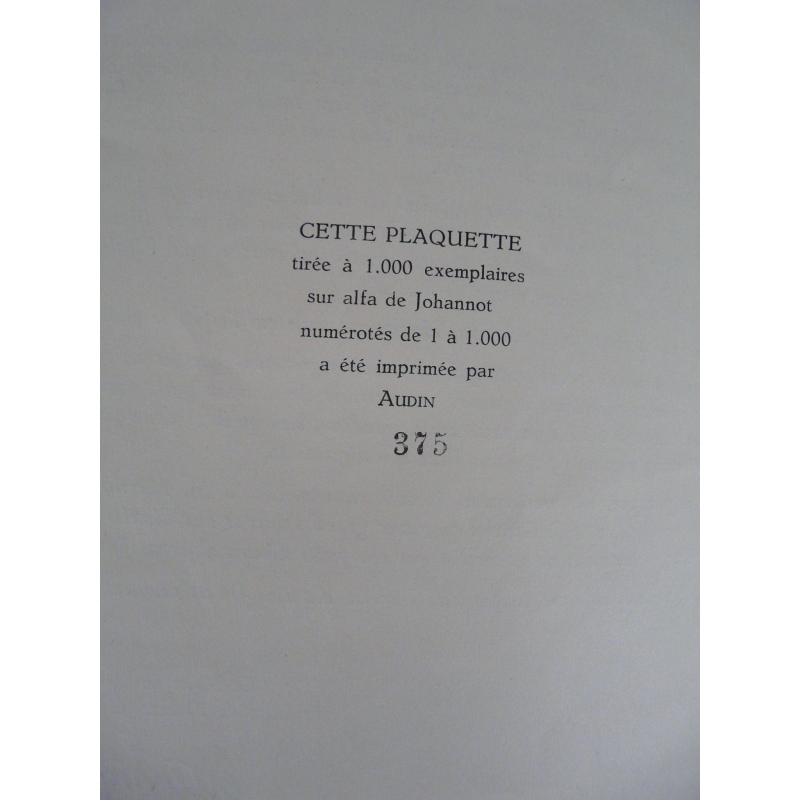 CETTE PLAQUETTE
tirée à 1.000 exemplaires
sur alfa de Johannot
numérotés de 1 à 1.000
a été imprimée par
AUDIN
375